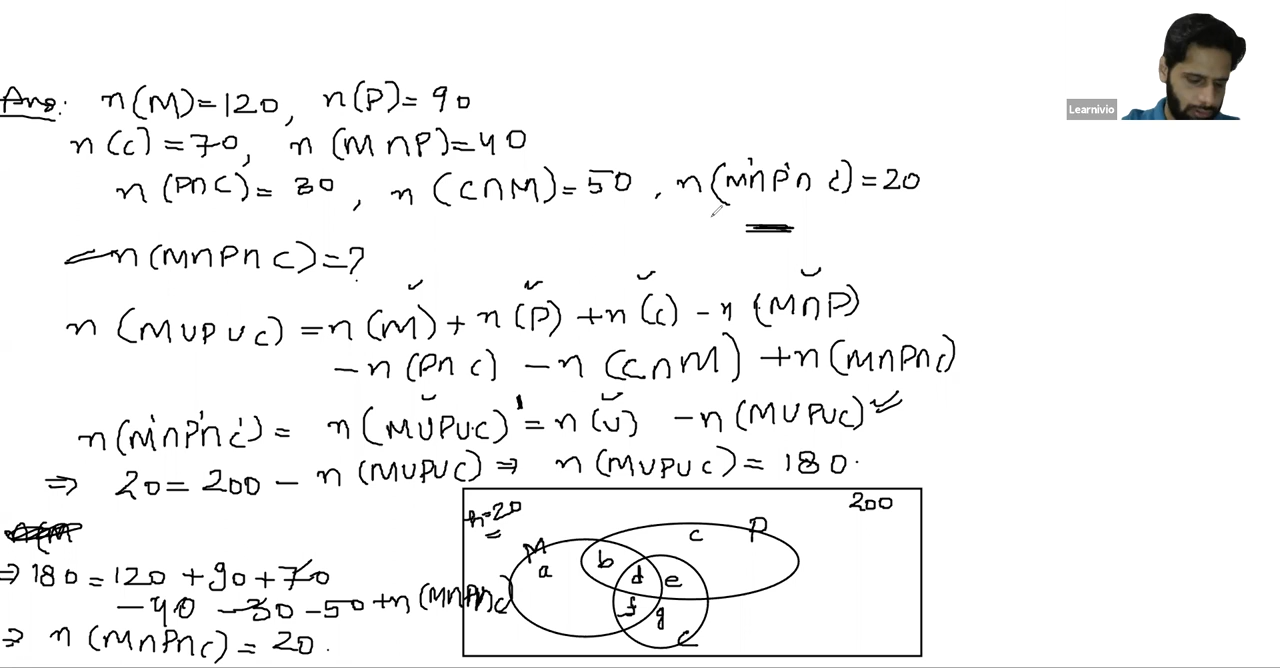 Learnivio
Ans: n(M)=120, n(P)=90
n(C)=70, n(M∩P)=40
n(P∩C)=30, n(C∩M)=50, n(M'∩P'∩C')=20
n(M∩P∩C)=?
n(M∪P∪C)=n(M)+n(P)+n(C)-n(M∩P)
-n(P∩C)-n(C∩M)+n(M∩P∩C)
n(M'∩P'∩C')= n(M∪P∪C)'=n(U)-n(M∪P∪C)
⇒ 20=200-n(M∪P∪C)⇒ n(M∪P∪C)=180.
⇒180=120+90+70
-40-30-50+n(M∩P∩C)
⇒ n(M∩P∩C)=20.
h=20
200
M
P
a
b
c
d
e
f
g
C